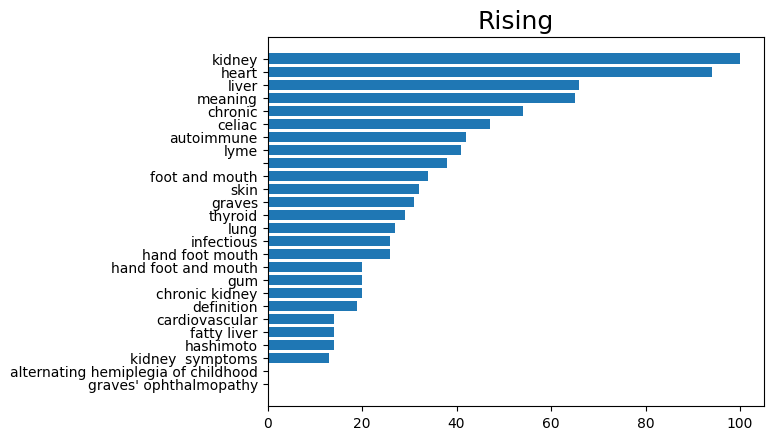 Rising
kidney
heart
liver
meaning
chronic
celiac
autoimmune
lyme
foot and mouth
skin
graves
thyroid
lung
infectious
hand foot mouth
hand foot and mouth
gum
chronic kidney
definition
cardiovascular
fatty liver
hashimoto
kidney  symptoms
alternating hemiplegia of childhood
graves' ophthalmopathy
0 20 40 60 80 100